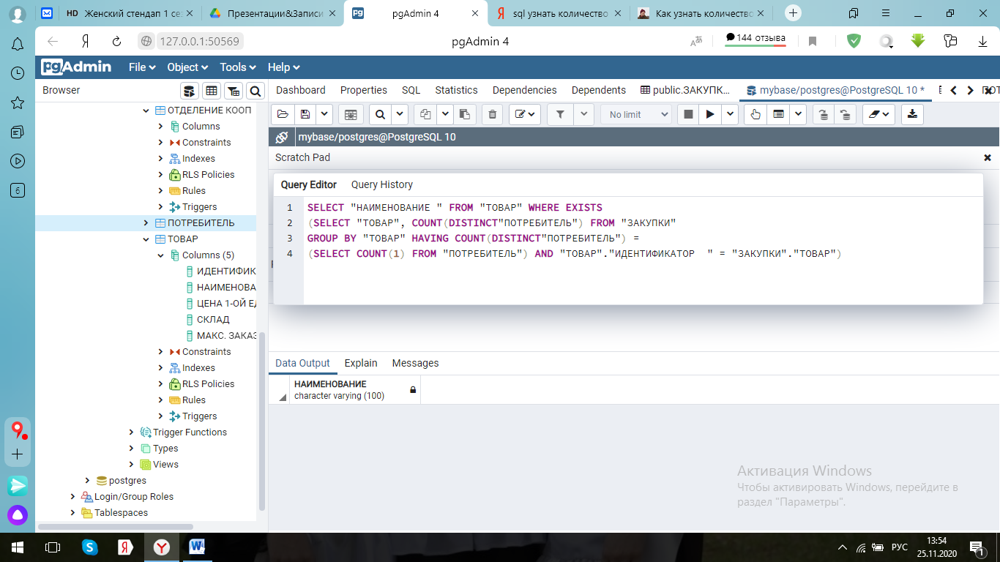 HD Женский стендап 1 сез
Презентации&Записи
pgAdmin 4
sql узнать количество
Как узнать количество
127.0.0.1:50569
pgAdmin 4
144 отзыва
pgAdmin
File
Object
Tools
Help
Browser
Dashboard
Properties
SQL
Statistics
Dependencies
Dependents
public.ЗАКУПК...
mybase/postgres@PostgreSQL 10 *
No limit
mybase/postgres@PostgreSQL 10
Scratch Pad
Query Editor
Query History
1 SELECT "НАИМЕНОВАНИЕ " FROM "ТОВАР" WHERE EXISTS
2 (SELECT "ТОВАР", COUNT(DISTINCT"ПОТРЕБИТЕЛЬ") FROM "ЗАКУПКИ"
3 GROUP BY "ТОВАР" HAVING COUNT(DISTINCT"ПОТРЕБИТЕЛЬ") =
4 (SELECT COUNT(1) FROM "ПОТРЕБИТЕЛЬ") AND "ТОВАР"."ИДЕНТИФИКАТОР  " = "ЗАКУПКИ"."ТОВАР")
ОТДЕЛЕНИЕ КООП
Columns
Constraints
Indexes
RLS Policies
Rules
Triggers
ПОТРЕБИТЕЛЬ
ТОВАР
Columns (5)
ИДЕНТИФИК
НАИМЕНОВА
ЦЕНА 1-ОЙ ЕД
СКЛАД
МАКС. ЗАКАЗ
Constraints
Indexes
RLS Policies
Rules
Triggers
Trigger Functions
Types
Views
postgres
Login/Group Roles
Tablespaces
Data Output
Explain
Messages
НАИМЕНОВАНИЕ
character varying (100)
Активация Windows
Чтобы активировать Windows, перейдите в
раздел "Параметры".
6
РУС
13:54
25.11.2020
1